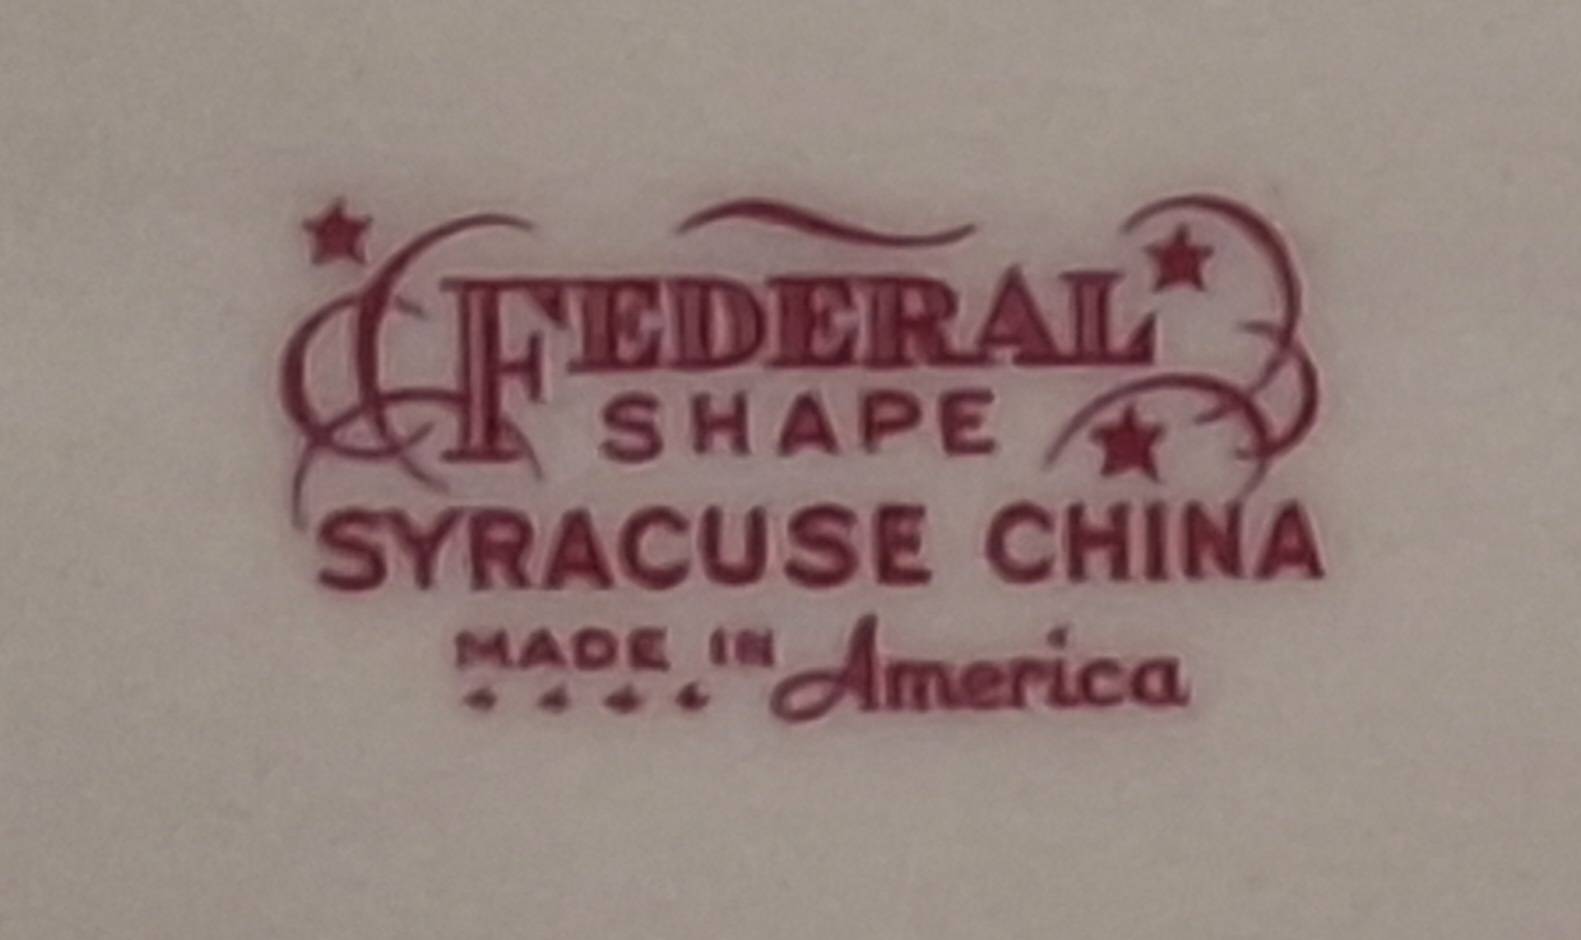 FEDERAL
SHAPE
SYRACUSE CHINA
MADE IN America